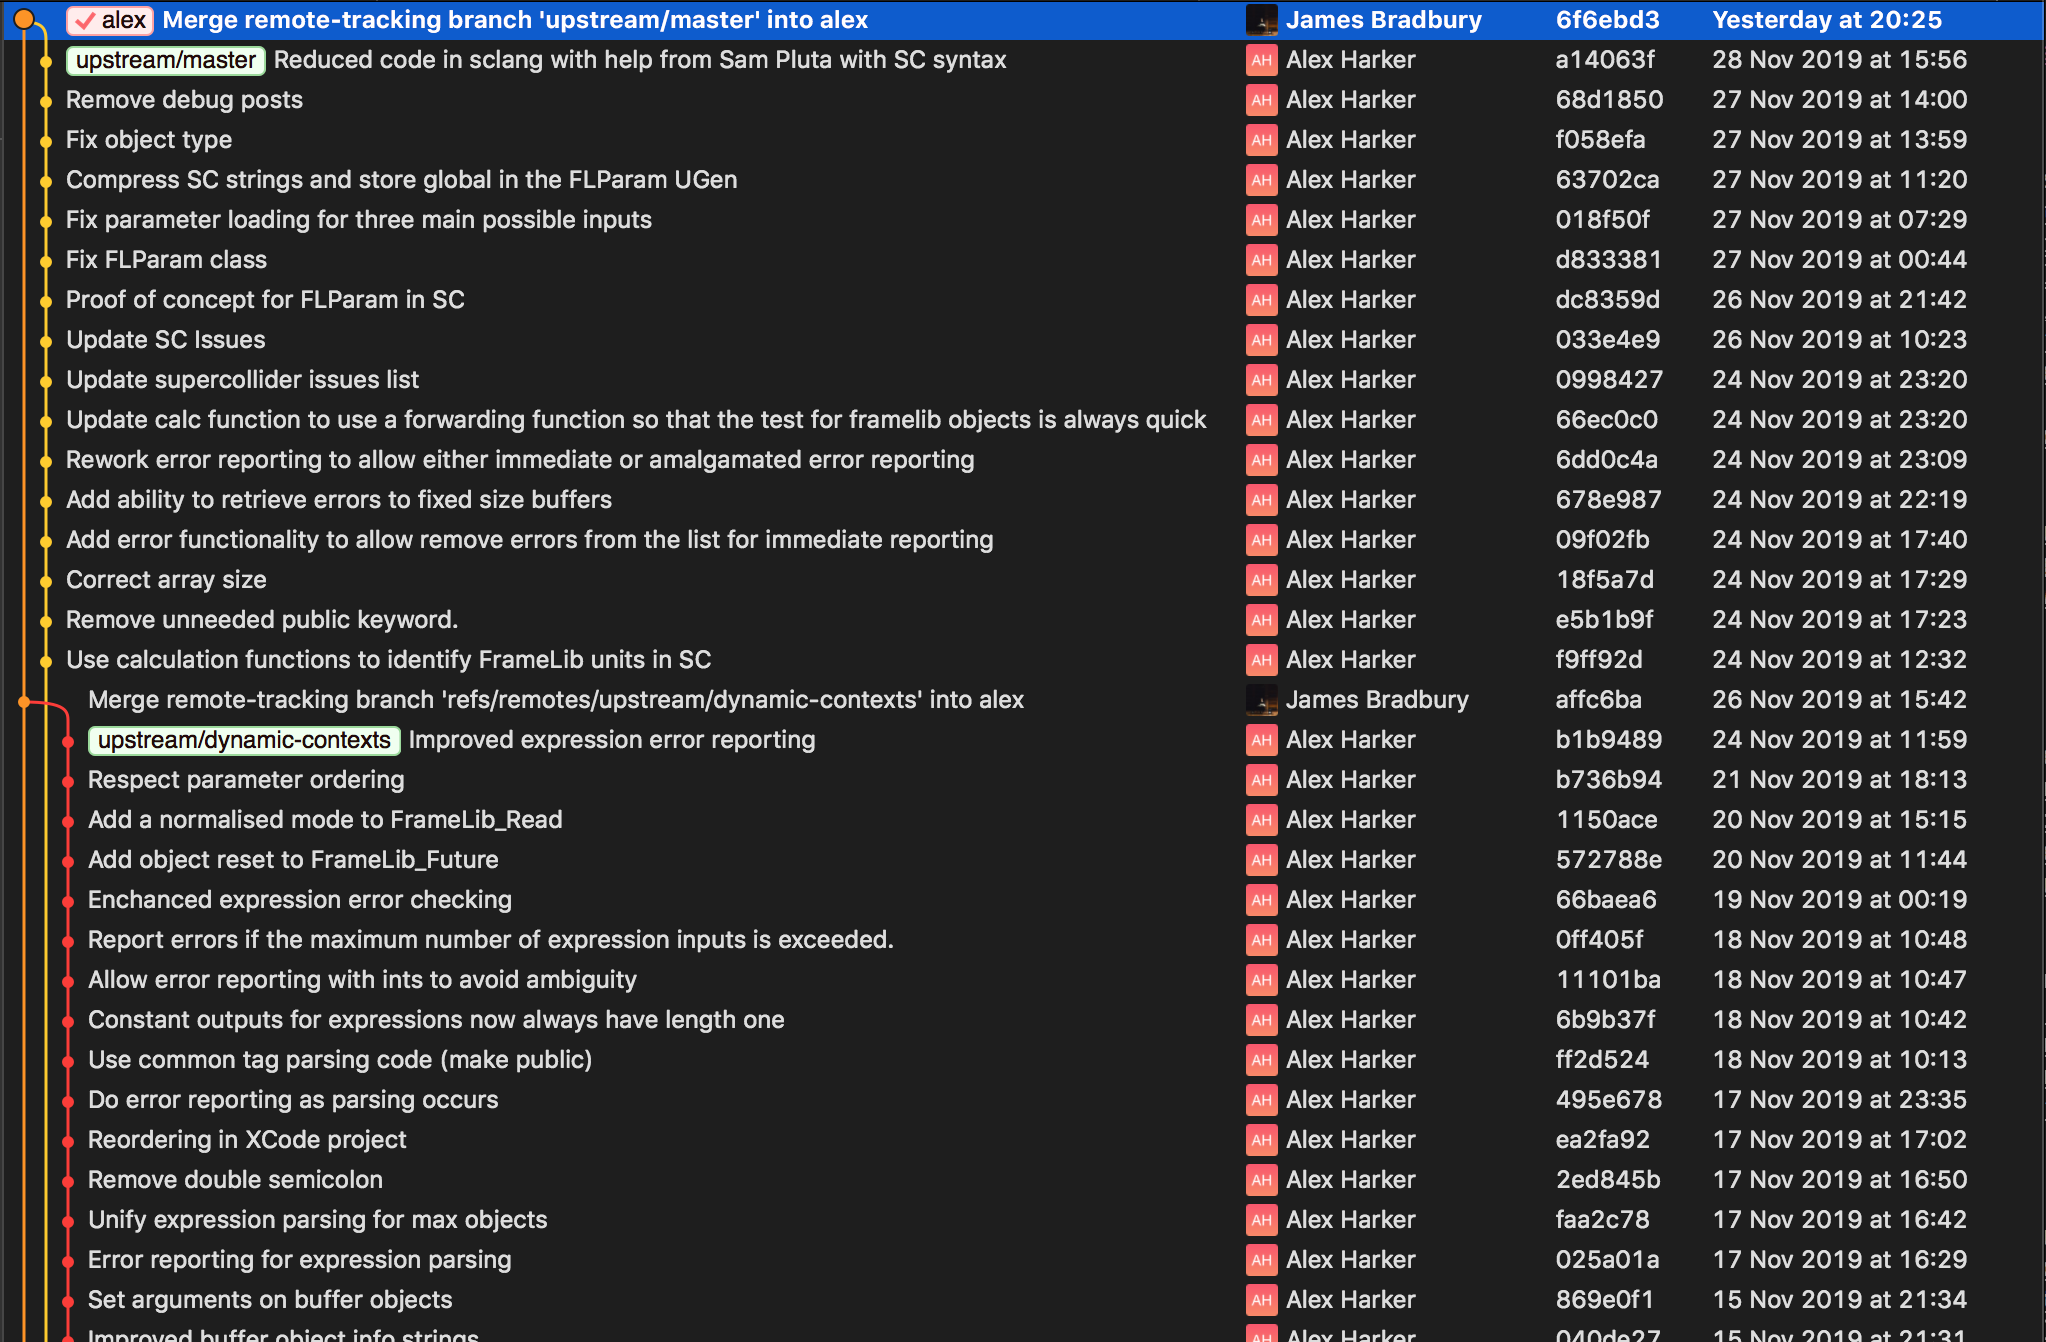 alex Merge remote-tracking branch 'upstream/master' into alex James Bradbury 6f6ebd3 Yesterday at 20:25
upstream/master Reduced code in sclang with help from Sam Pluta with SC syntax AH Alex Harker a14063f 28 Nov 2019 at 15:56
Remove debug posts AH Alex Harker 68d1850 27 Nov 2019 at 14:00
Fix object type AH Alex Harker f058efa 27 Nov 2019 at 13:59
Compress SC strings and store global in the FLParam UGen AH Alex Harker 63702ca 27 Nov 2019 at 11:20
Fix parameter loading for three main possible inputs AH Alex Harker 018f50f 27 Nov 2019 at 07:29
Fix FLParam class AH Alex Harker d833381 27 Nov 2019 at 00:44
Proof of concept for FLParam in SC AH Alex Harker dc8359d 26 Nov 2019 at 21:42
Update SC Issues AH Alex Harker 033e4e9 26 Nov 2019 at 10:23
Update supercollider issues list AH Alex Harker 0998427 24 Nov 2019 at 23:20
Update calc function to use a forwarding function so that the test for framelib objects is always quick AH Alex Harker 66ec0c0 24 Nov 2019 at 23:20
Rework error reporting to allow either immediate or amalgamated error reporting AH Alex Harker 6dd0c4a 24 Nov 2019 at 23:09
Add ability to retrieve errors to fixed size buffers AH Alex Harker 678e987 24 Nov 2019 at 22:19
Add error functionality to allow remove errors from the list for immediate reporting AH Alex Harker 09f02fb 24 Nov 2019 at 17:40
Correct array size AH Alex Harker 18f5a7d 24 Nov 2019 at 17:29
Remove unneeded public keyword. AH Alex Harker e5b1b9f 24 Nov 2019 at 17:23
Use calculation functions to identify FrameLib units in SC AH Alex Harker f9ff92d 24 Nov 2019 at 12:32
Merge remote-tracking branch 'refs/remotes/upstream/dynamic-contexts' into alex James Bradbury affc6ba 26 Nov 2019 at 15:42
upstream/dynamic-contexts Improved expression error reporting AH Alex Harker b1b9489 24 Nov 2019 at 11:59
Respect parameter ordering AH Alex Harker b736b94 21 Nov 2019 at 18:13
Add a normalised mode to FrameLib_Read AH Alex Harker 1150ace 20 Nov 2019 at 15:15
Add object reset to FrameLib_Future AH Alex Harker 572788e 20 Nov 2019 at 11:44
Enchanced expression error checking AH Alex Harker 66baea6 19 Nov 2019 at 00:19
Report errors if the maximum number of expression inputs is exceeded. AH Alex Harker 0ff405f 18 Nov 2019 at 10:48
Allow error reporting with ints to avoid ambiguity AH Alex Harker 11101ba 18 Nov 2019 at 10:47
Constant outputs for expressions now always have length one AH Alex Harker 6b9b37f 18 Nov 2019 at 10:42
Use common tag parsing code (make public) AH Alex Harker ff2d524 18 Nov 2019 at 10:13
Do error reporting as parsing occurs AH Alex Harker 495e678 17 Nov 2019 at 23:35
Reordering in XCode project AH Alex Harker ea2fa92 17 Nov 2019 at 17:02
Remove double semicolon AH Alex Harker 2ed845b 17 Nov 2019 at 16:50
Unify expression parsing for max objects AH Alex Harker faa2c78 17 Nov 2019 at 16:42
Error reporting for expression parsing AH Alex Harker 025a01a 17 Nov 2019 at 16:29
Set arguments on buffer objects AH Alex Harker 869e0f1 15 Nov 2019 at 21:34
Improved buffer object info strings AH Alex Harker 040de27 15 Nov 2019 at 21:31